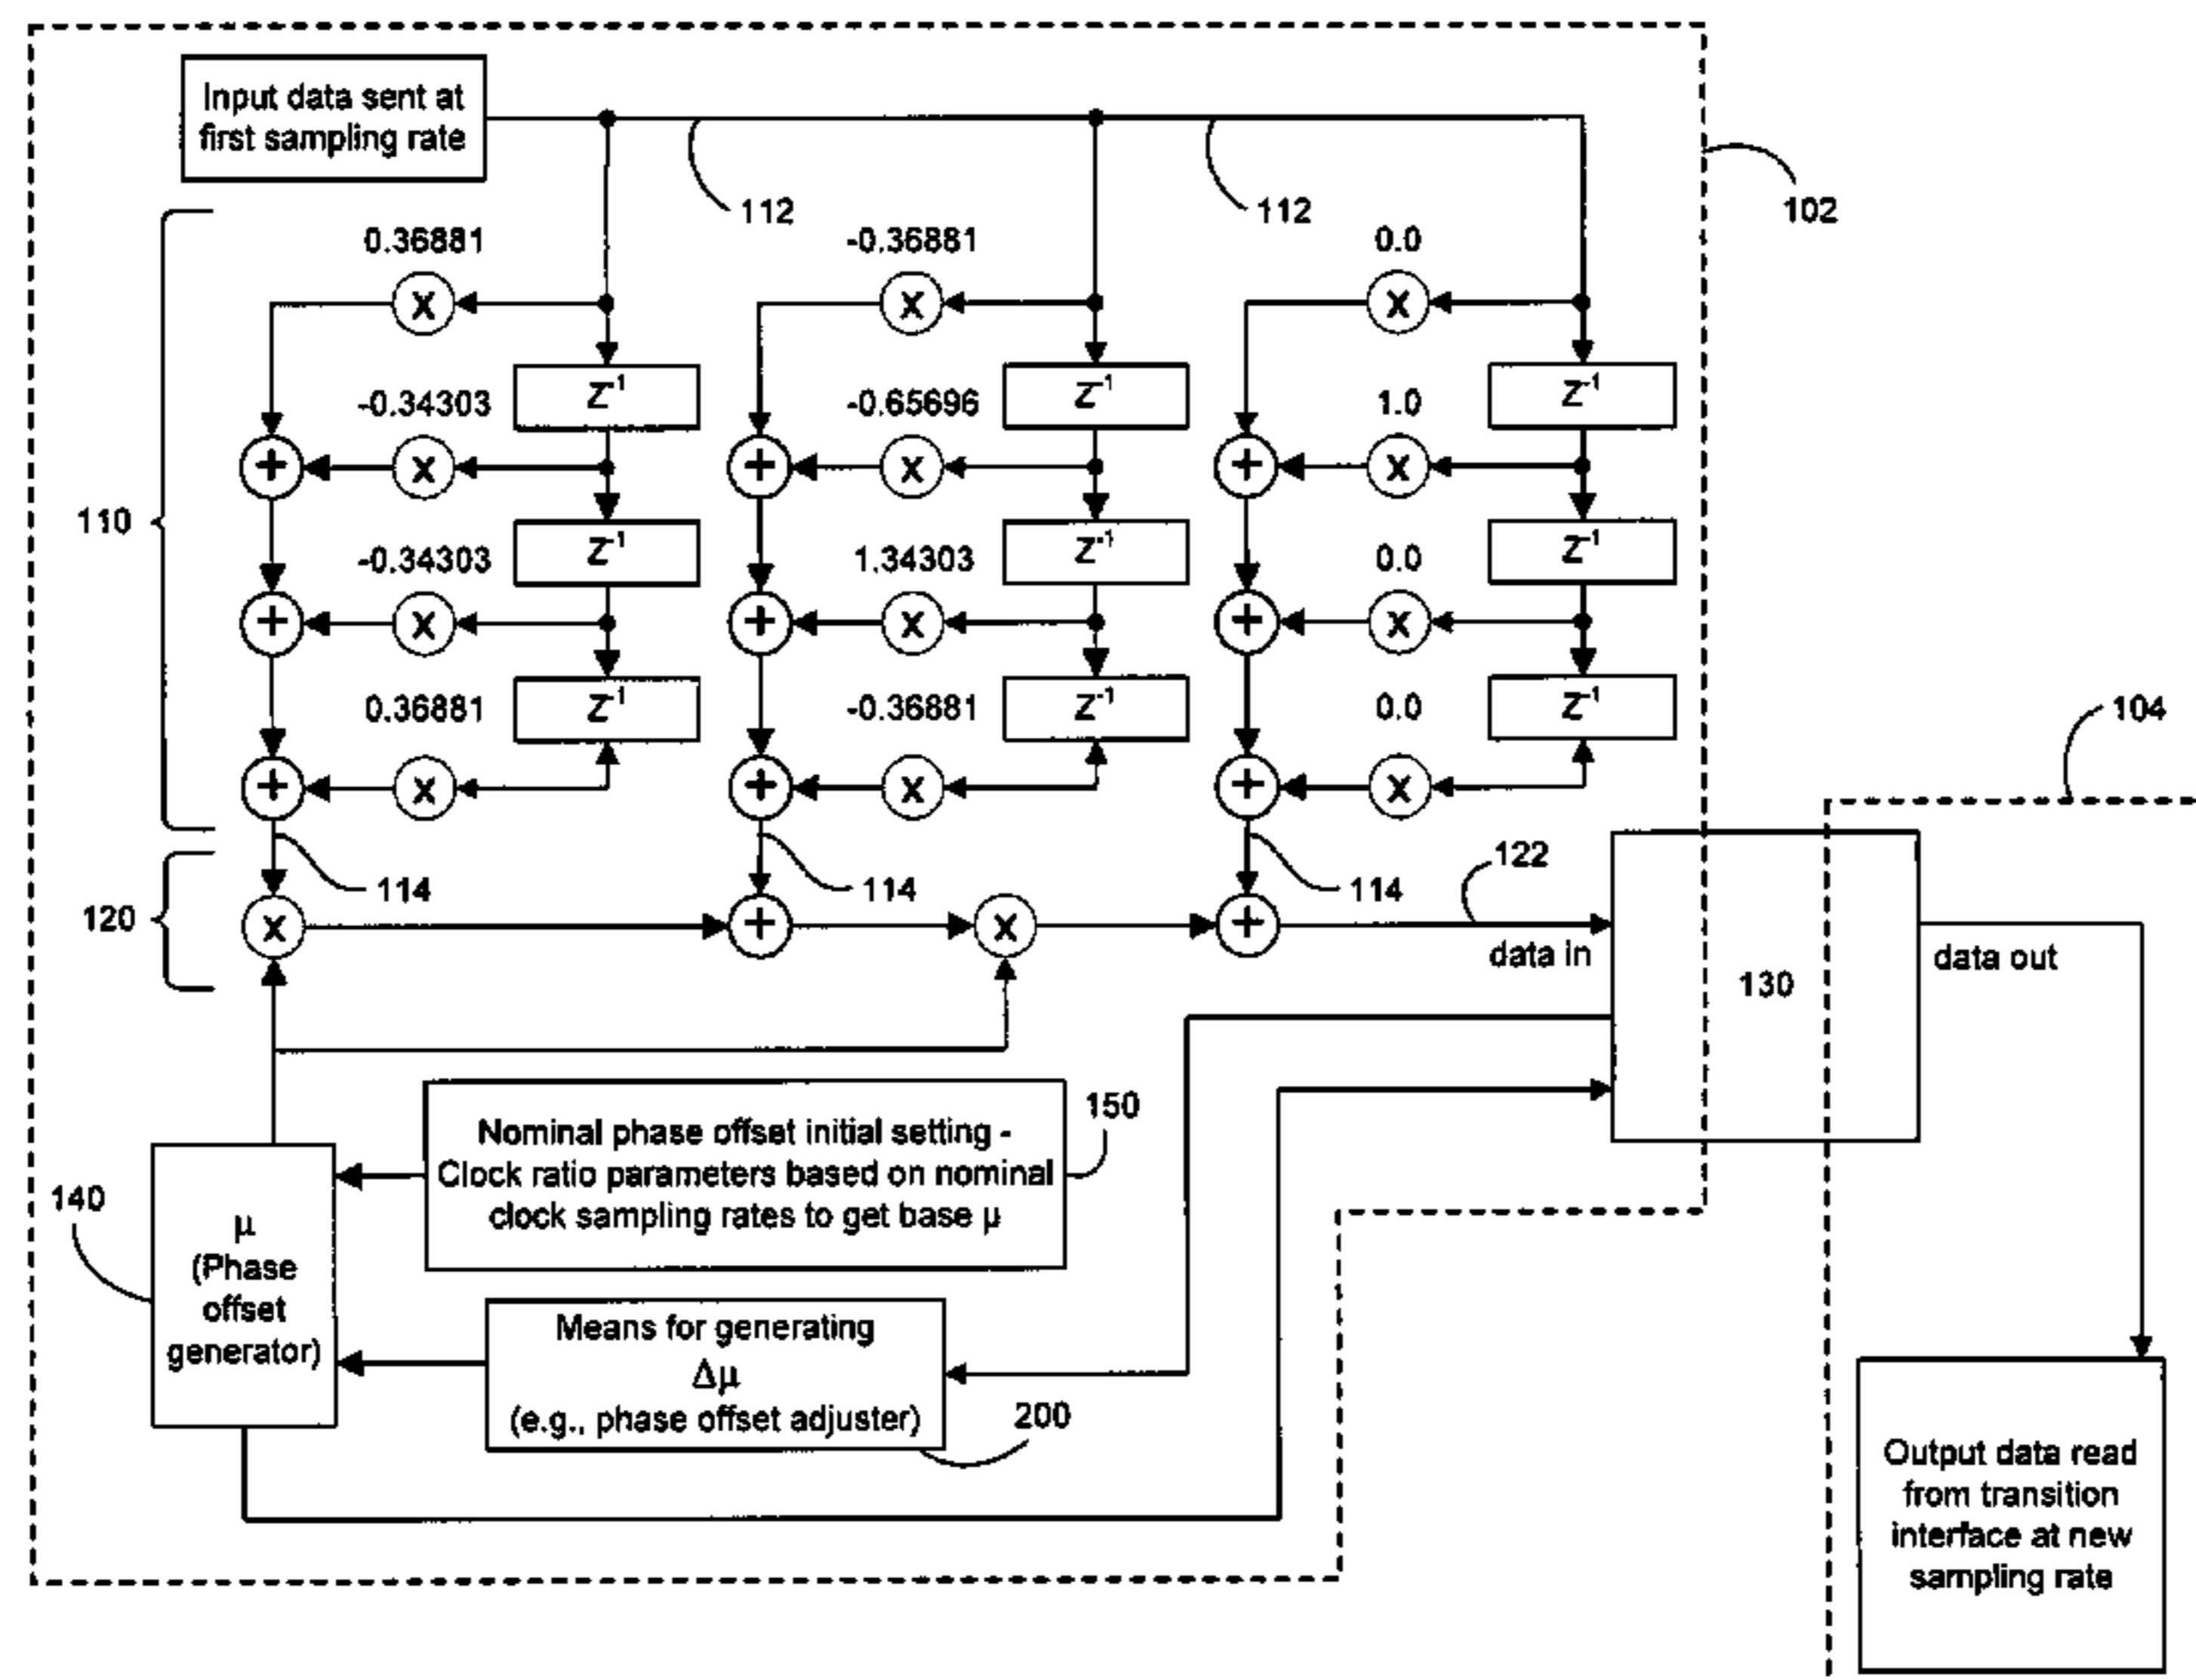 Input data sent at
first sampling rate
112
112
102
0.36881
-0.36881
0.0
X
X
X
Z-1
Z-1
Z-1
-0.34303
-0.65696
1.0
+
X
+
X
+
X
110
Z-1
Z-1
Z-1
-0.34303
1.34303
0.0
+
X
+
X
+
X
Z-1
Z-1
Z-1
0.36881
-0.36881
0.0
104
+
X
+
X
+
X
114
114
114
122
120
X
+
X
+
data in
130
data out
150
Nominal phase offset initial setting -
Clock ratio parameters based on nominal
clock sampling rates to get base µ
140
µ
(Phase
offset
generator)
Means for generating
Δµ
(e.g., phase offset adjuster)
200
Output data read
from transition
interface at new
sampling rate